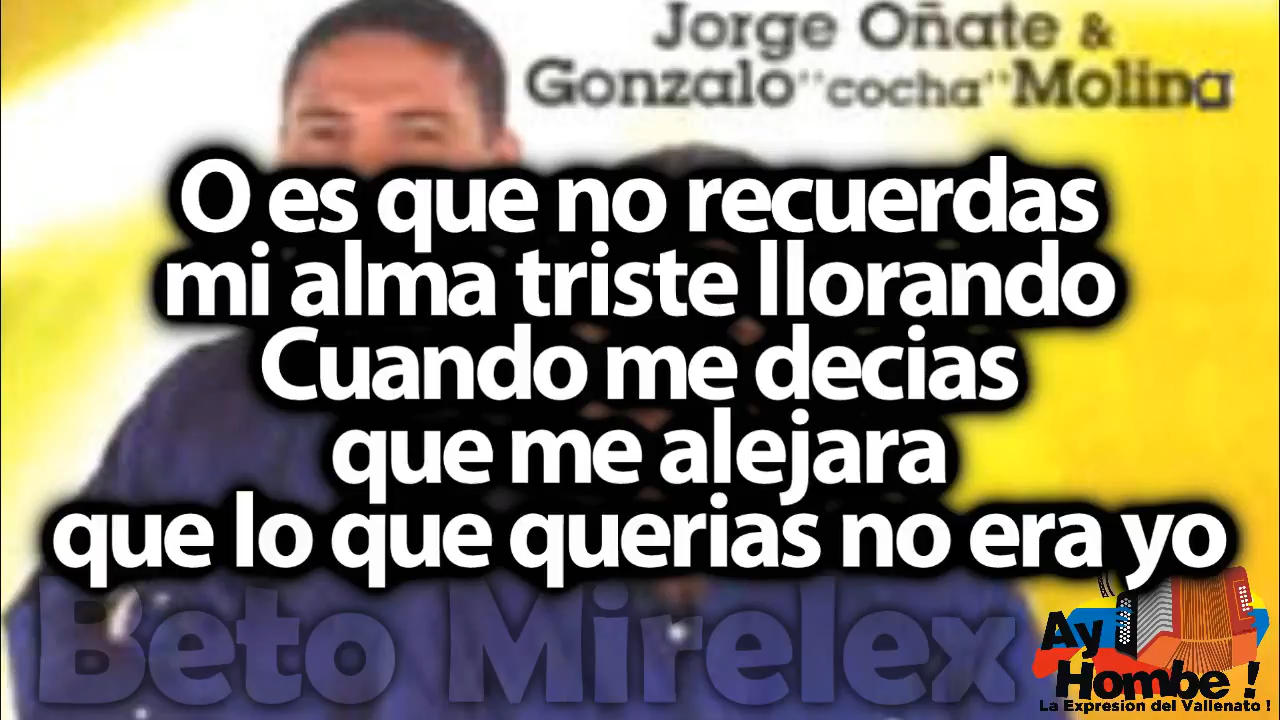 Jorge Oñate &
Gonzalo "cocha" Molina
O es que no recuerdas
mi alma triste llorando
Cuando me decias
que me alejara
que lo que querias no era yo
Beto Mirelex
Ay
Hombe !
La Expresion del Vallenato !